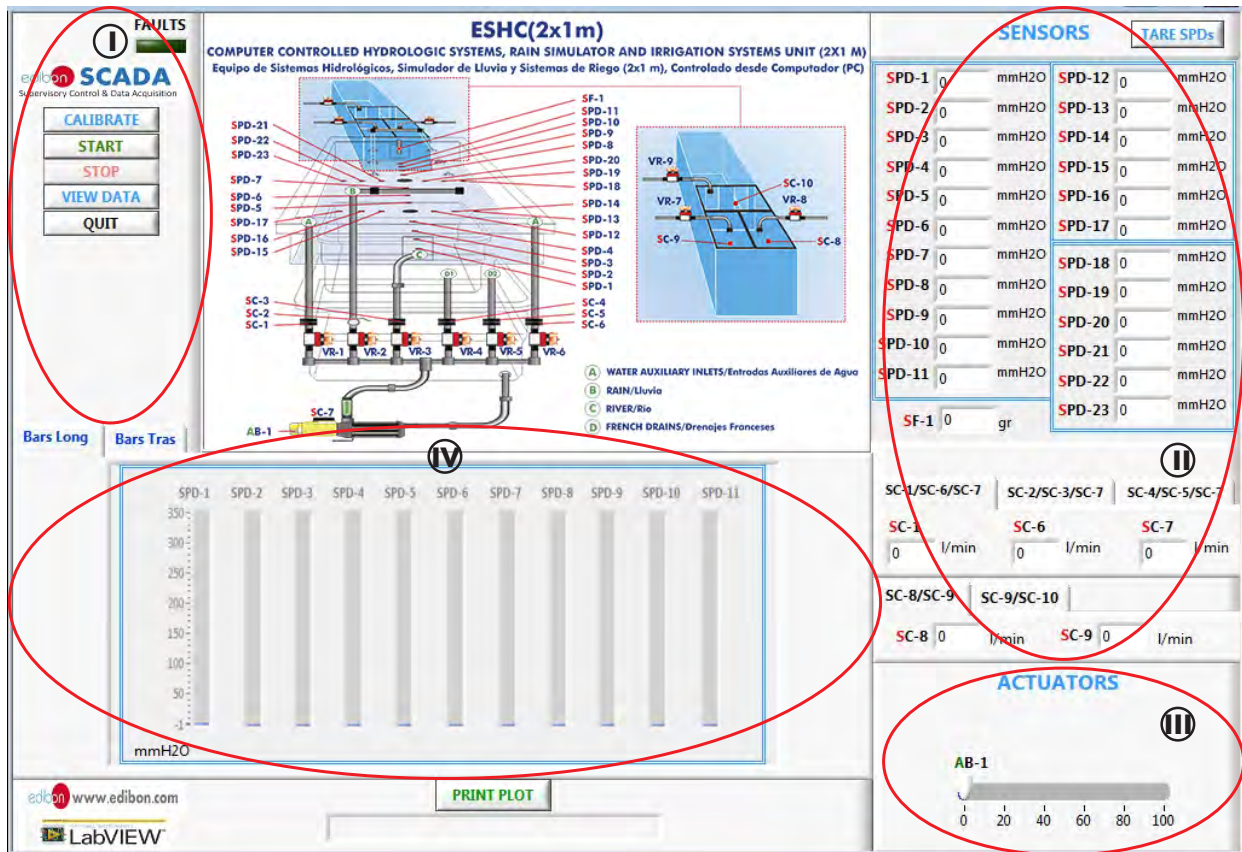 FAULTS
I
edibon SCADA
Supervisory Control & Data Acquisition
CALIBRATE
START
STOP
VIEW DATA
QUIT
ESHC(2x1m)
COMPUTER CONTROLLED HYDROLOGIC SYSTEMS, RAIN SIMULATOR AND IRRIGATION SYSTEMS UNIT (2X1 M)
Equipo de Sistemas Hidrológicos, Simulador de Lluvia y Sistemas de Riego (2x1 m), Controlado desde Computador (PC)
SPD-21
SPD-22
SPD-23
SPD-7
SPD-6
SPD-5
SPD-17
SPD-16
SPD-15
SF-1
SPD-11
SPD-10
SPD-9
SPD-8
SPD-20
SPD-19
SPD-18
SPD-14
SPD-13
SPD-12
SPD-4
SPD-3
SPD-2
SPD-1
A
B
C
D1
D2
A
SC-3
SC-2
SC-1
SC-4
SC-5
SC-6
VR-1
VR-2
VR-3
VR-4
VR-5
VR-6
SC-7
AB-1
VR-9
SC-10
VR-7
VR-8
SC-9
SC-8
A WATER AUXILIARY INLETS/Entradas Auxiliares de Agua
B RAIN/Lluvia
C RIVER/Río
D FRENCH DRAINS/Drenajes Franceses
SENSORS
TARE SPDs
SPD-1 0 mmH2O
SPD-2 0 mmH2O
SPD-3 0 mmH2O
SPD-4 0 mmH2O
SPD-5 0 mmH2O
SPD-6 0 mmH2O
SPD-7 0 mmH2O
SPD-8 0 mmH2O
SPD-9 0 mmH2O
SPD-10 0 mmH2O
SPD-11 0 mmH2O
SPD-12 0 mmH2O
SPD-13 0 mmH2O
SPD-14 0 mmH2O
SPD-15 0 mmH2O
SPD-16 0 mmH2O
SPD-17 0 mmH2O
SPD-18 0 mmH2O
SPD-19 0 mmH2O
SPD-20 0 mmH2O
SPD-21 0 mmH2O
SPD-22 0 mmH2O
SPD-23 0 mmH2O
SF-1 0 gr
II
SC-1/SC-6/SC-7 SC-2/SC-3/SC-7 SC-4/SC-5/SC-7
SC-1 SC-6 SC-7
0 l/min 0 l/min 0 l/min
SC-8/SC-9 SC-9/SC-10
SC-8 0 l/min SC-9 0 l/min
ACTUATORS
III
AB-1
0 20 40 60 80 100
Bars Long Bars Tras
IV
SPD-1 SPD-2 SPD-3 SPD-4 SPD-5 SPD-6 SPD-7 SPD-8 SPD-9 SPD-10 SPD-11
350
300
250
200
150
100
50
-1
mmH2O
edibon www.edibon.com
PRINT PLOT
LabVIEW